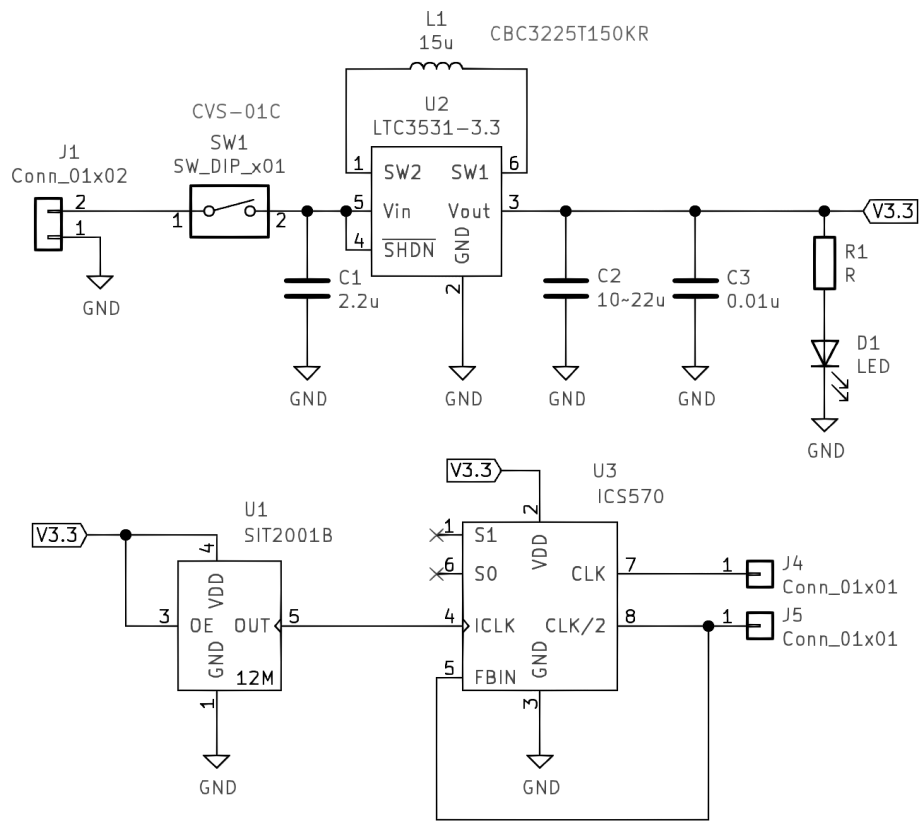 L1
15u
CBC3225T150KR
U2
LTC3531-3.3
CVS-01C
SW1
SW_DIP_x01
J1
Conn_01x02
2
1
GND
1
2
1
SW2
SW1
6
5
Vin
Vout
3
4
SHDN
GND
2
V3.3
C1
2.2u
C2
10~22u
C3
0.01u
R1
R
D1
LED
GND
GND
GND
GND
GND
V3.3
U3
ICS570
2
V3.3
U1
SIT2001B
4
VDD
3
OE
OUT
5
GND
12M
1
GND
1
S1
VDD
6
S0
CLK
7
4
ICLK
CLK/2
8
5
FBIN
GND
3
GND
1
J4
Conn_01x01
1
J5
Conn_01x01